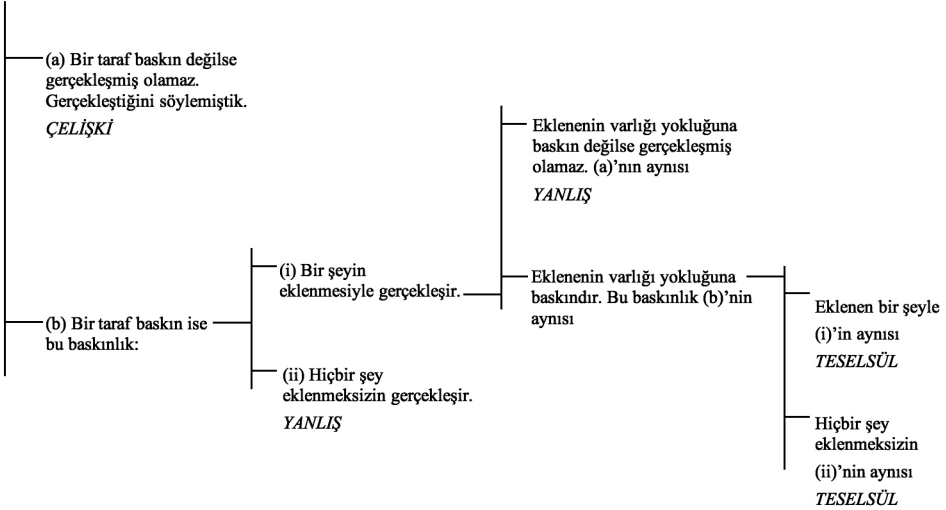 (a) Bir taraf baskın değilse
gerçekleşmiş olamaz.
Gerçekleştiğini söylemiştik.
ÇELİŞKİ
(b) Bir taraf baskın ise
bu baskınlık:
(i) Bir şeyin
eklenmesiyle gerçekleşir.
(ii) Hiçbir şey
eklenmeksizin gerçekleşir.
YANLIŞ
Eklenenin varlığı yokluğuna
baskın değilse gerçekleşmiş
olamaz. (a)’nın aynısı
YANLIŞ
Eklenenin varlığı yokluğuna
baskındır. Bu baskınlık (b)’nin
aynısı
Eklenen bir şeyle
(i)’in aynısı
TESELSÜL
Hiçbir şey
eklenmeksizin
(ii)’nin aynısı
TESELSÜL